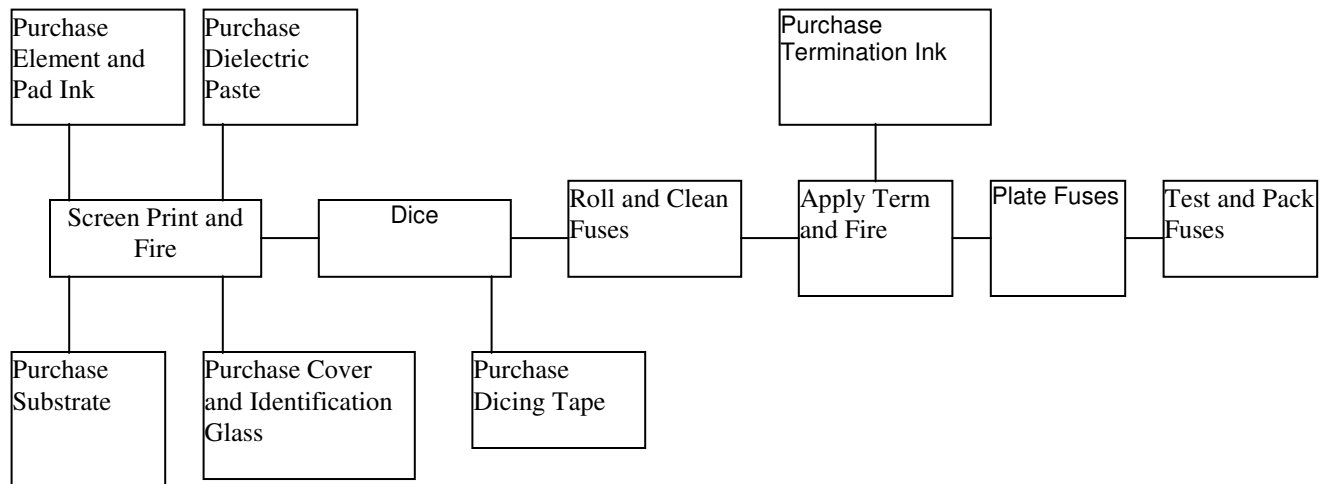 Purchase
Element and
Pad Ink
Purchase
Dielectric
Paste
Purchase
Termination Ink
Screen Print and
Fire
Dice
Roll and Clean
Fuses
Apply Term
and Fire
Plate Fuses
Test and Pack
Fuses
Purchase
Substrate
Purchase Cover
and Identification
Glass
Purchase
Dicing Tape